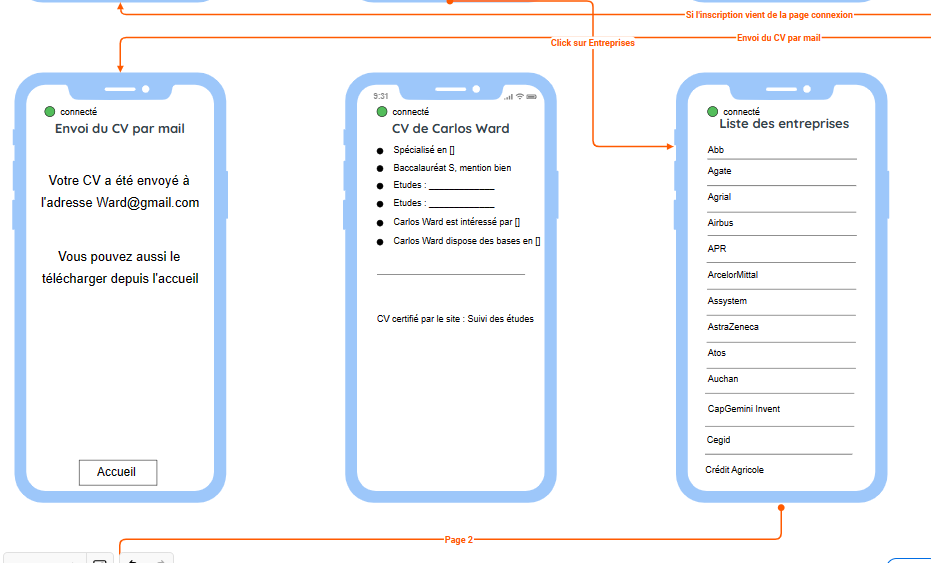 Si l'inscription vient de la page connexion
Envoi du CV par mail
Click sur Entreprises
connecté
Envoi du CV par mail
Votre CV a été envoyé à
l'adresse Ward@gmail.com
Vous pouvez aussi le
télécharger depuis l'accueil
Accueil
9:31
connecté
CV de Carlos Ward
Spécialisé en []
Baccalauréat S, mention bien
Etudes : _____________
Etudes : _____________
Carlos Ward est intéressé par []
Carlos Ward dispose des bases en []
CV certifié par le site : Suivi des études
connecté
Liste des entreprises
Abb
Agate
Agrial
Airbus
APR
ArcelorMittal
Assystem
AstraZeneca
Atos
Auchan
CapGemini Invent
Cegid
Crédit Agricole
Page 2